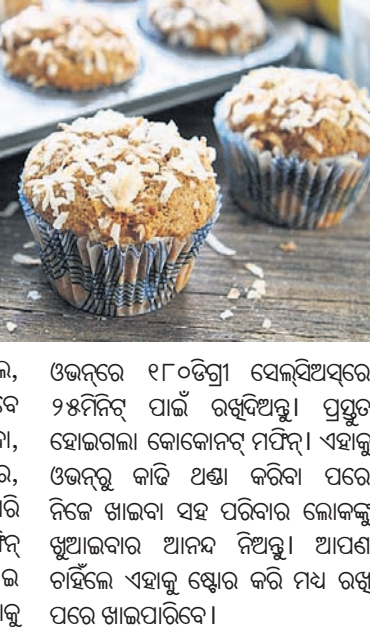 ଲ,
ବେ
ା,
ର,
ରି
ଫିନ୍
ଇ
ାକୁ
ଓଭନ୍‌ରେ ୧୮୦ଡିଗ୍ରୀ ସେଲ୍‌ସିଅସ୍‌ରେ
୨୫ମିନିଟ୍ ପାଇଁ ରଖିଦିଅନ୍ତୁ। ପ୍ରସ୍ତୁତ
ହୋଇଗଲା କୋକୋନଟ୍ ମଫିନ୍। ଏହାକୁ
ଓଭନ୍‌ରୁ କାଢି ଥଣ୍ଡା କରିବା ପରେ
ନିଜେ ଖାଇବା ସହ ପରିବାର ଲୋକଙ୍କୁ
ଖୁଆଇବାର ଆନନ୍ଦ ନିଅନ୍ତୁ। ଆପଣ
ଚାହିଁଲେ ଏହାକୁ ଷ୍ଟୋର କରି ମଧ୍ୟ ରଖି
ପରେ ଖାଇପାରିବେ।